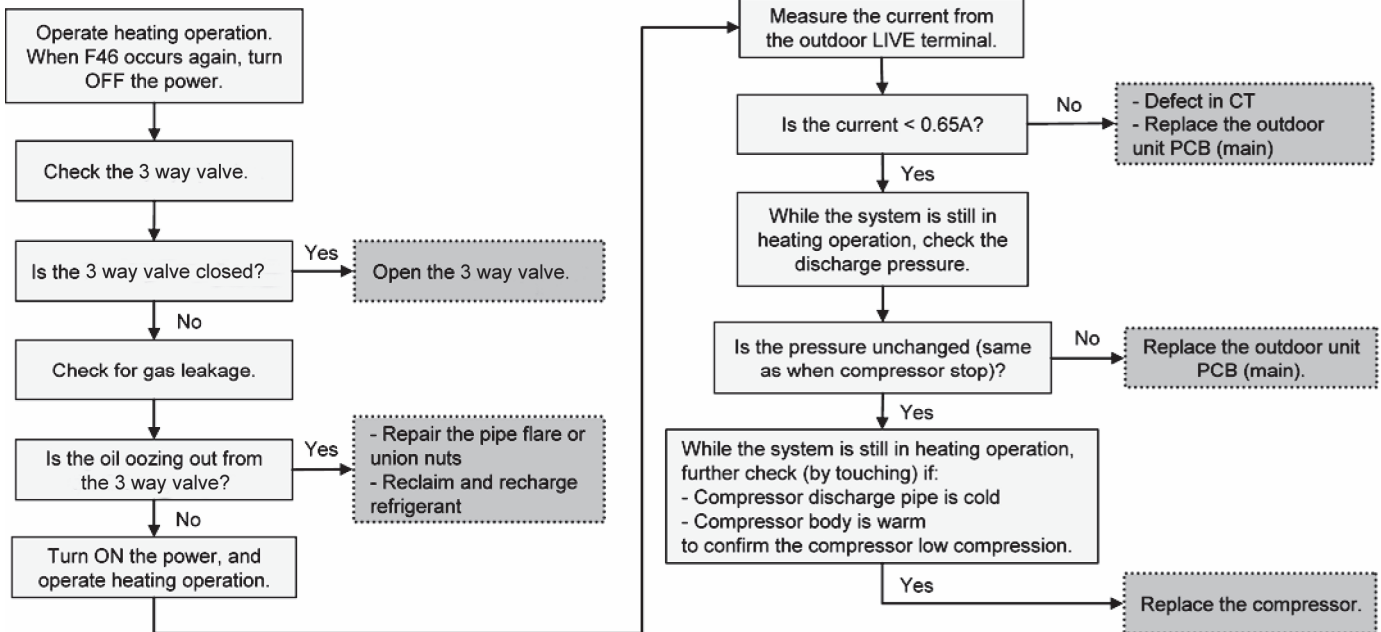 Operate heating operation.
When F46 occurs again, turn
OFF the power.
Check the 3 way valve.
Is the 3 way valve closed?
Yes
Open the 3 way valve.
No
Check for gas leakage.
Is the oil oozing out from
the 3 way valve?
Yes
- Repair the pipe flare or
union nuts
- Reclaim and recharge
refrigerant
No
Turn ON the power, and
operate heating operation.
Measure the current from
the outdoor LIVE terminal.
Is the current < 0.65A?
No
- Defect in CT
- Replace the outdoor
unit PCB (main)
Yes
While the system is still in
heating operation, check the
discharge pressure.
Is the pressure unchanged (same
as when compressor stop)?
No
Replace the outdoor unit
PCB (main).
Yes
While the system is still in heating operation,
further check (by touching) if:
- Compressor discharge pipe is cold
- Compressor body is warm
to confirm the compressor low compression.
Yes
Replace the compressor.